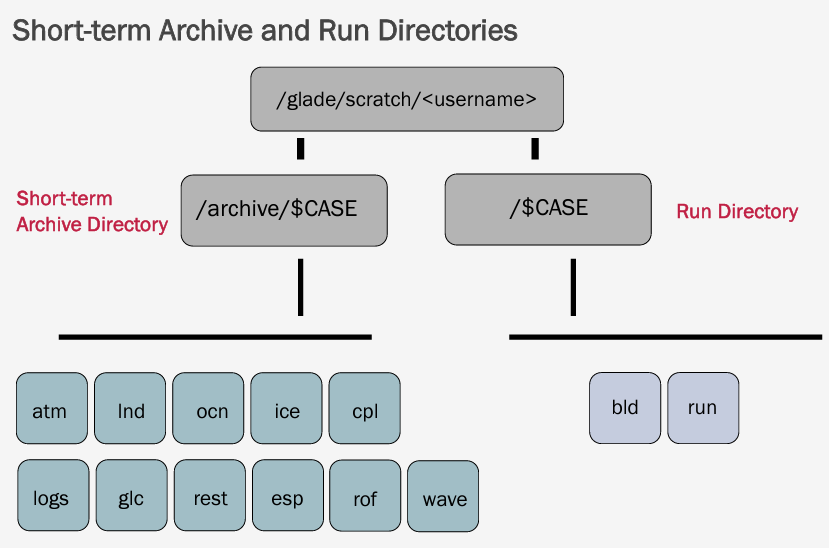 Short-term Archive and Run Directories
/glade/scratch/<username>
Short-term
Archive Directory
/archive/$CASE
/$CASE
Run Directory
atm
lnd
ocn
ice
cpl
bld
run
logs
glc
rest
esp
rof
wave